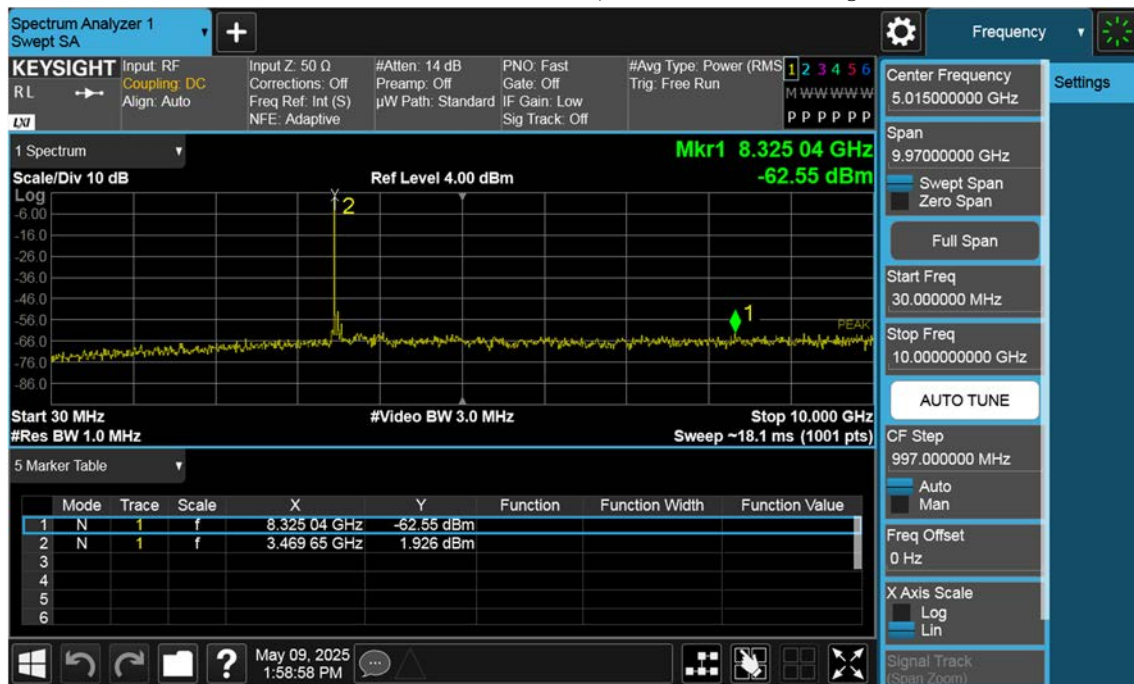 Spectrum Analyzer 1
Swept SA
Frequency
KEYSIGHT
RL
LXI
Input: RF
Coupling: DC
Align: Auto
Input Z: 50 Ω
Corrections: Off
Freq Ref: Int (S)
NFE: Adaptive
#Atten: 14 dB
Preamp: Off
µW Path: Standard
PNO: Fast
Gate: Off
IF Gain: Low
Sig Track: Off
#Avg Type: Power (RMS
Trig: Free Run
1 2 3 4 5 6
M W W W W W
P P P P P P
1 Spectrum
Mkr1 8.325 04 GHz
Scale/Div 10 dB Ref Level 4.00 dBm -62.55 dBm
Log
2
-6.00
-16.0
-26.0
-36.0
-46.0
1
-56.0
PEAK
-66.0
-76.0
-86.0
Start 30 MHz #Video BW 3.0 MHz Stop 10.000 GHz
#Res BW 1.0 MHz Sweep ~18.1 ms (1001 pts)
5 Marker Table
Mode Trace Scale X Y Function Function Width Function Value
1 N 1 f 8.325 04 GHz -62.55 dBm
2 N 1 f 3.469 65 GHz 1.926 dBm
3
4
5
6
May 09, 2025
1:58:58 PM
Center Frequency
5.015000000 GHz
Span
9.97000000 GHz
Swept Span
Zero Span
Full Span
Start Freq
30.000000 MHz
Stop Freq
10.000000000 GHz
AUTO TUNE
CF Step
997.000000 MHz
Auto
Man
Freq Offset
0 Hz
X Axis Scale
Log
Lin
Signal Track
(Span Zoom)
Settings